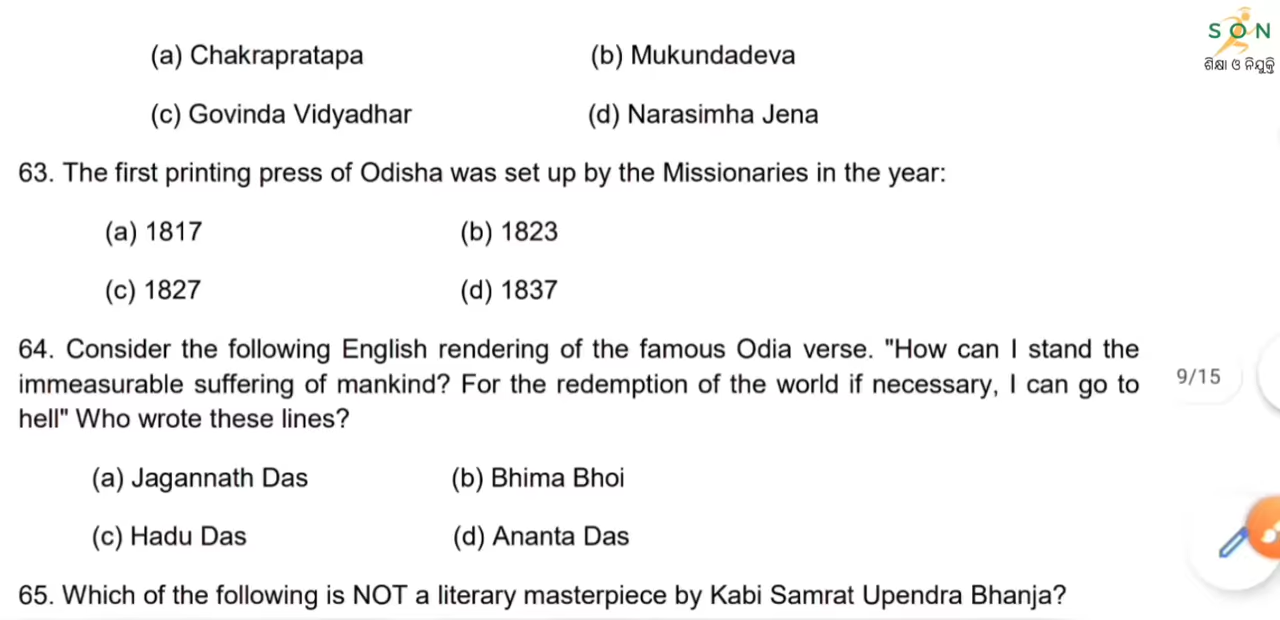 S O N
ଶିକ୍ଷା ଓ ନିଯୁକ୍ତି
(a) Chakrapratapa (b) Mukundadeva
(c) Govinda Vidyadhar (d) Narasimha Jena
63. The first printing press of Odisha was set up by the Missionaries in the year:
(a) 1817 (b) 1823
(c) 1827 (d) 1837
64. Consider the following English rendering of the famous Odia verse. "How can I stand the
immeasurable suffering of mankind? For the redemption of the world if necessary, I can go to
hell" Who wrote these lines?
9/15
(a) Jagannath Das (b) Bhima Bhoi
(c) Hadu Das (d) Ananta Das
65. Which of the following is NOT a literary masterpiece by Kabi Samrat Upendra Bhanja?